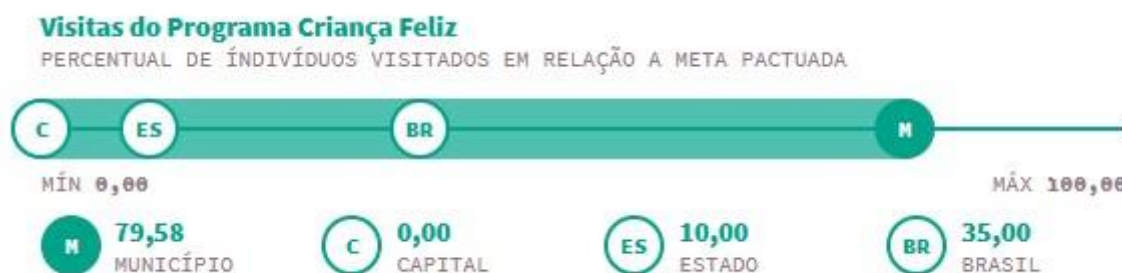 Visitas do Programa Criança Feliz
PERCENTUAL DE ÍNDIVÍDUOS VISITADOS EM RELAÇÃO A META PACTUADA
C ES BR M
MÍN 0,00 MÁX 100,00
M 79,58 C 0,00 ES 10,00 BR 35,00
MUNICÍPIO CAPITAL ESTADO BRASIL